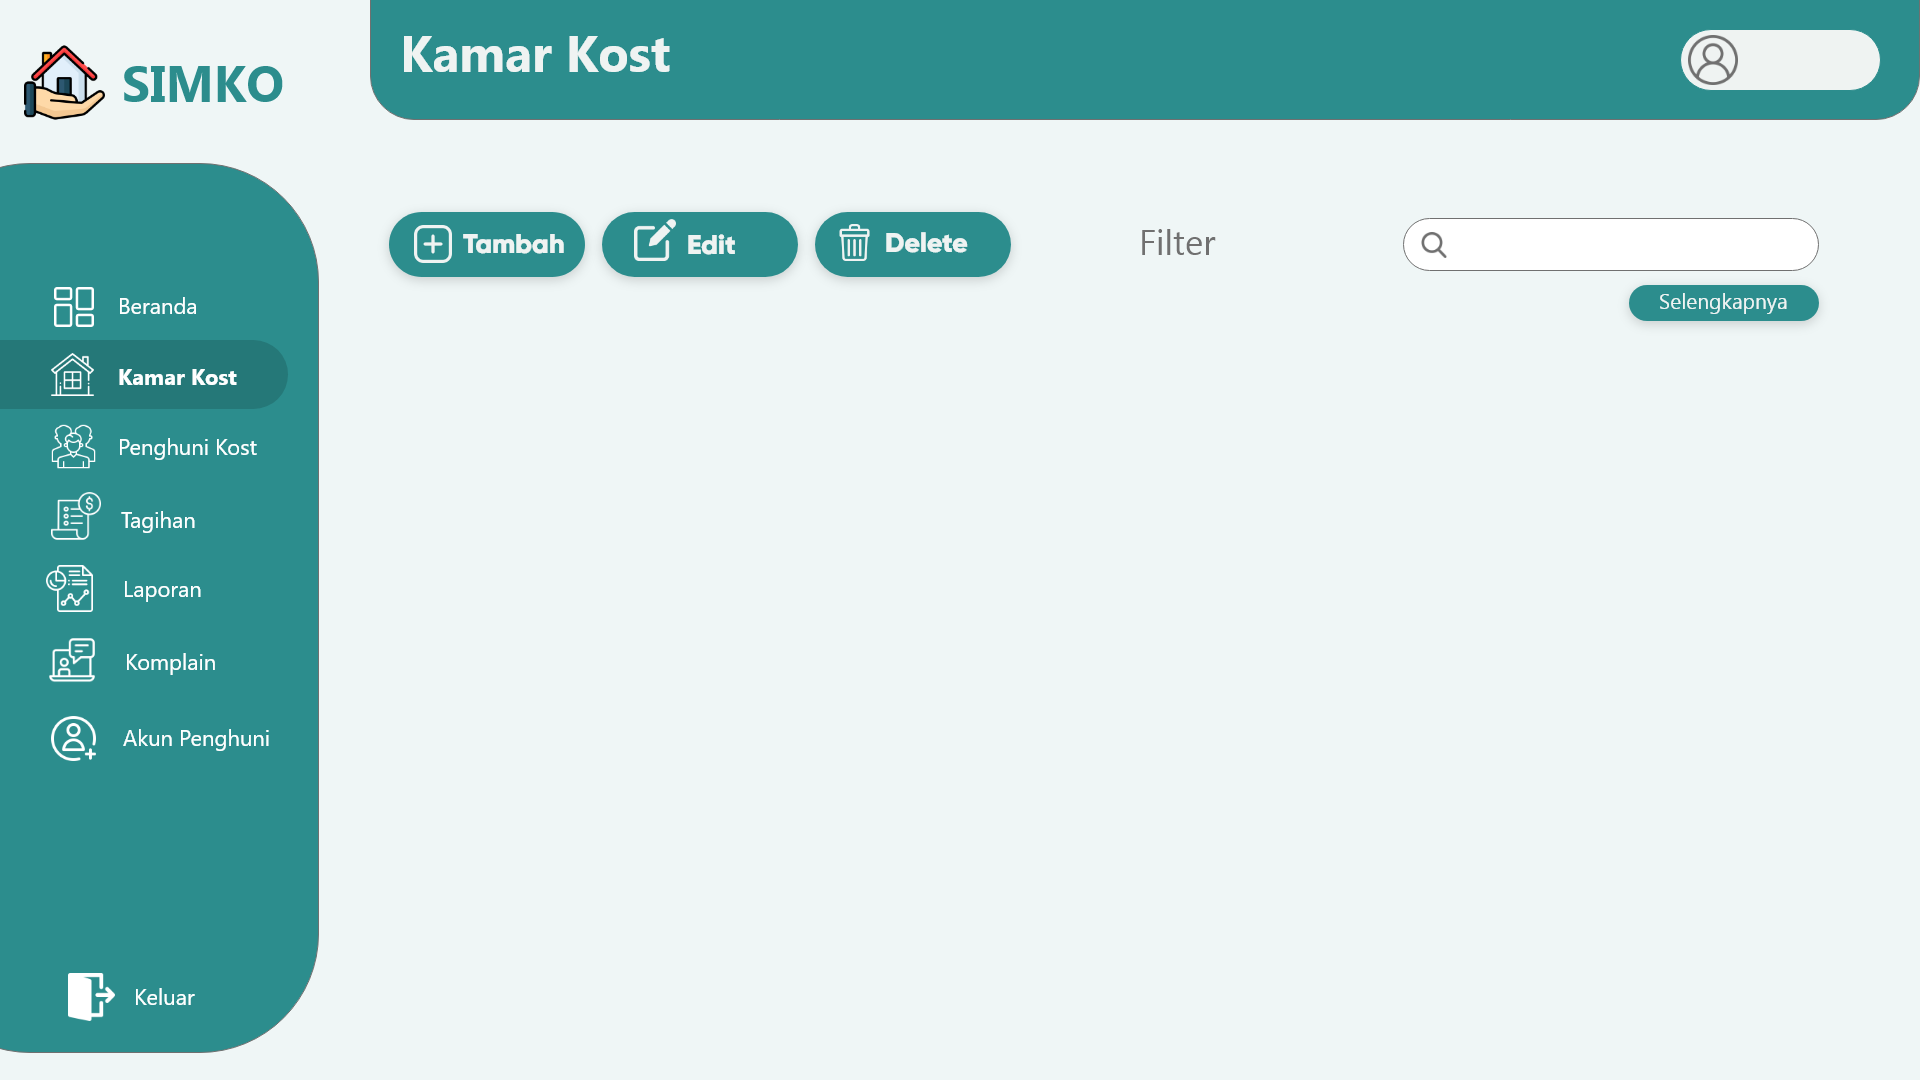 SIMKO
Kamar Kost
Tambah
Edit
Delete
Filter
Selengkapnya
Beranda
Kamar Kost
Penghuni Kost
Tagihan
Laporan
Komplain
Akun Penghuni
Keluar